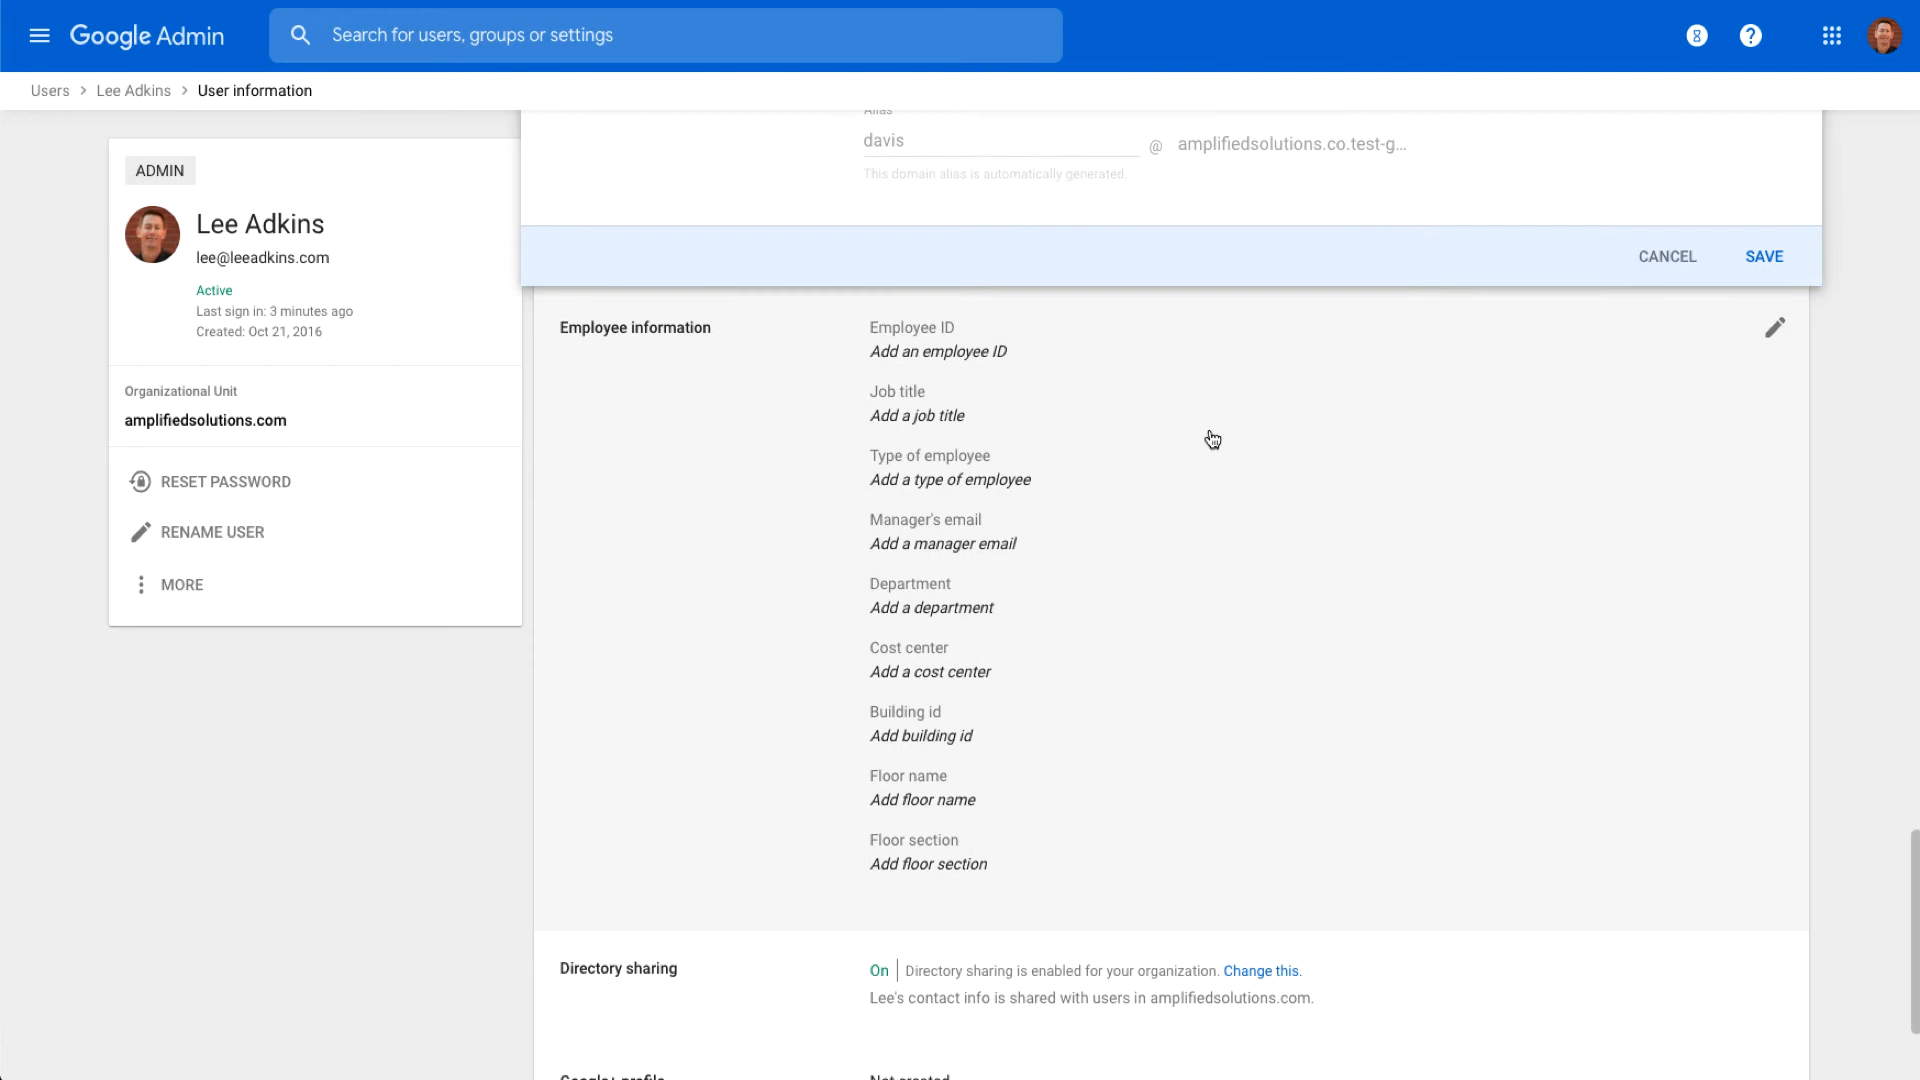 Google Admin
Search for users, groups or settings
Users > Lee Adkins > User information
Alias
davis @ amplifiedsolutions.co.test-g...
This domain alias is automatically generated.
CANCEL SAVE
ADMIN
Lee Adkins
lee@leeadkins.com
Active
Last sign in: 3 minutes ago
Created: Oct 21, 2016
Organizational Unit
amplifiedsolutions.com
RESET PASSWORD
RENAME USER
MORE
Employee information
Employee ID
Add an employee ID
Job title
Add a job title
Type of employee
Add a type of employee
Manager's email
Add a manager email
Department
Add a department
Cost center
Add a cost center
Building id
Add building id
Floor name
Add floor name
Floor section
Add floor section
Directory sharing
On | Directory sharing is enabled for your organization. Change this.
Lee's contact info is shared with users in amplifiedsolutions.com.
Google+ profile
Not created